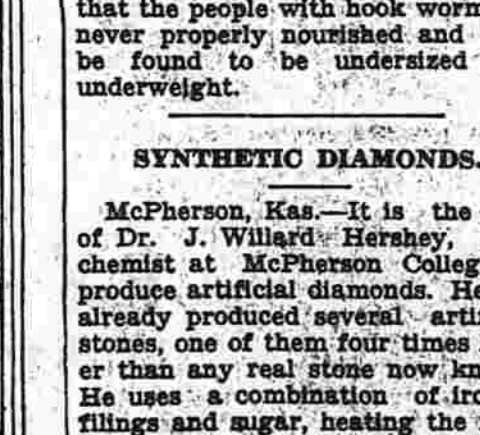 that the people with hook worm
never properly nourished and
be found to be undersized
underweight.
SYNTHETIC DIAMONDS.
McPherson, Kas.—It is the
of Dr. J. Willard Hershey,
chemist at McPherson Colleg
produce artificial diamonds. He
already produced several arti
stones, one of them four times
er than any real stone now kn
He uses a combination of iro
filings and sugar, heating the